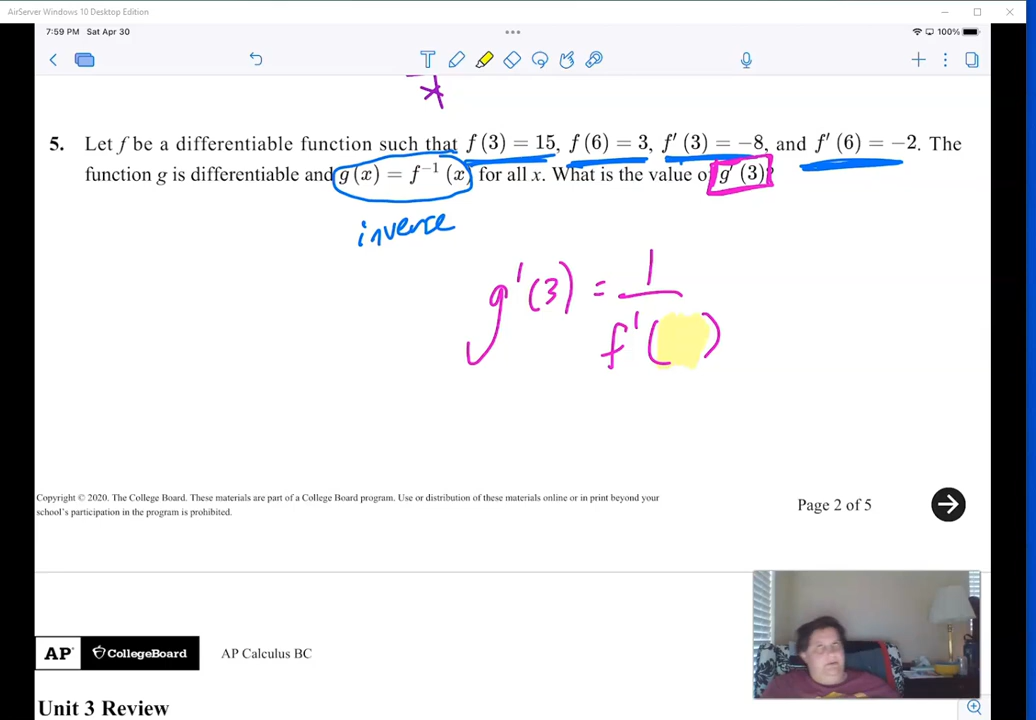 AirServer Windows 10 Desktop Edition
7:59 PM Sat Apr 30
100%
5. Let f be a differentiable function such that f (3) = 15, f (6) = 3, f′ (3) = −8, and f′ (6) = −2. The
function g is differentiable and g (x) = f⁻¹ (x) for all x. What is the value of g′ (3)?
inverse
g'(3) = 1
f'( )
Copyright © 2020. The College Board. These materials are part of a College Board program. Use or distribution of these materials online or in print beyond your
school's participation in the program is prohibited.
Page 2 of 5
AP CollegeBoard AP Calculus BC
Unit 3 Review